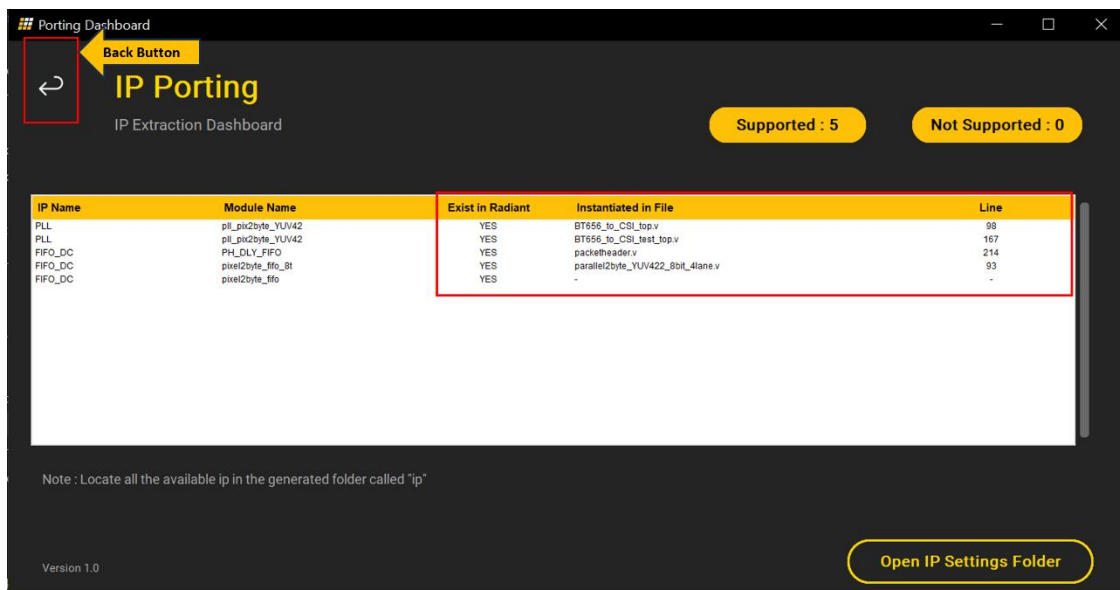 Porting Dashboard
Back Button
IP Porting
IP Extraction Dashboard
Supported : 5 Not Supported : 0
IP Name Module Name Exist in Radiant Instantiated in File Line
PLL pll_pix2byte_YUV42 YES BT656_to_CSI_top.v 98
PLL pll_pix2byte_YUV42 YES BT656_to_CSI_test_top.v 167
FIFO_DC PH_DLY_FIFO YES packetheader.v 214
FIFO_DC pixel2byte_fifo_8t YES parallel2byte_YUV422_8bit_4lane.v 93
FIFO_DC pixel2byte_fifo YES - -
Note : Locate all the available ip in the generated folder called "ip"
Open IP Settings Folder
Version 1.0